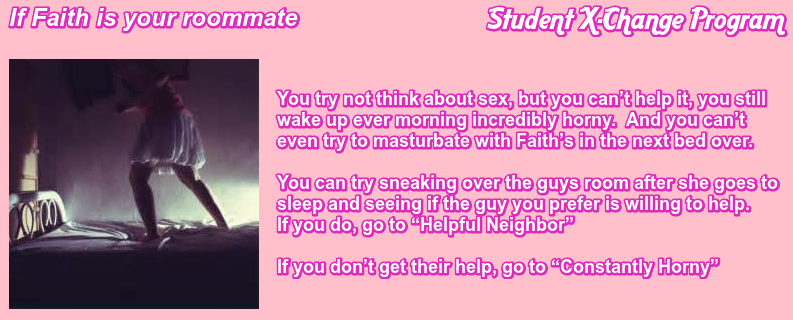 If Faith is your roommate
Student X-Change Program
You try not think about sex, but you can't help it, you still
wake up ever morning incredibly horny.  And you can't
even try to masturbate with Faith's in the next bed over.
You can try sneaking over the guys room after she goes to
sleep and seeing if the guy you prefer is willing to help.
If you do, go to “Helpful Neighbor”
If you don't get their help, go to “Constantly Horny”